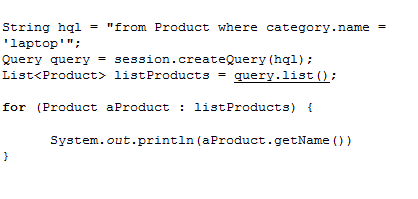 String hql = "from Product where category.name =
'laptop'";
Query query = session.createQuery(hql);
List<Product> listProducts = query.list();
for (Product aProduct : listProducts) {
System.out.println(aProduct.getName())
}